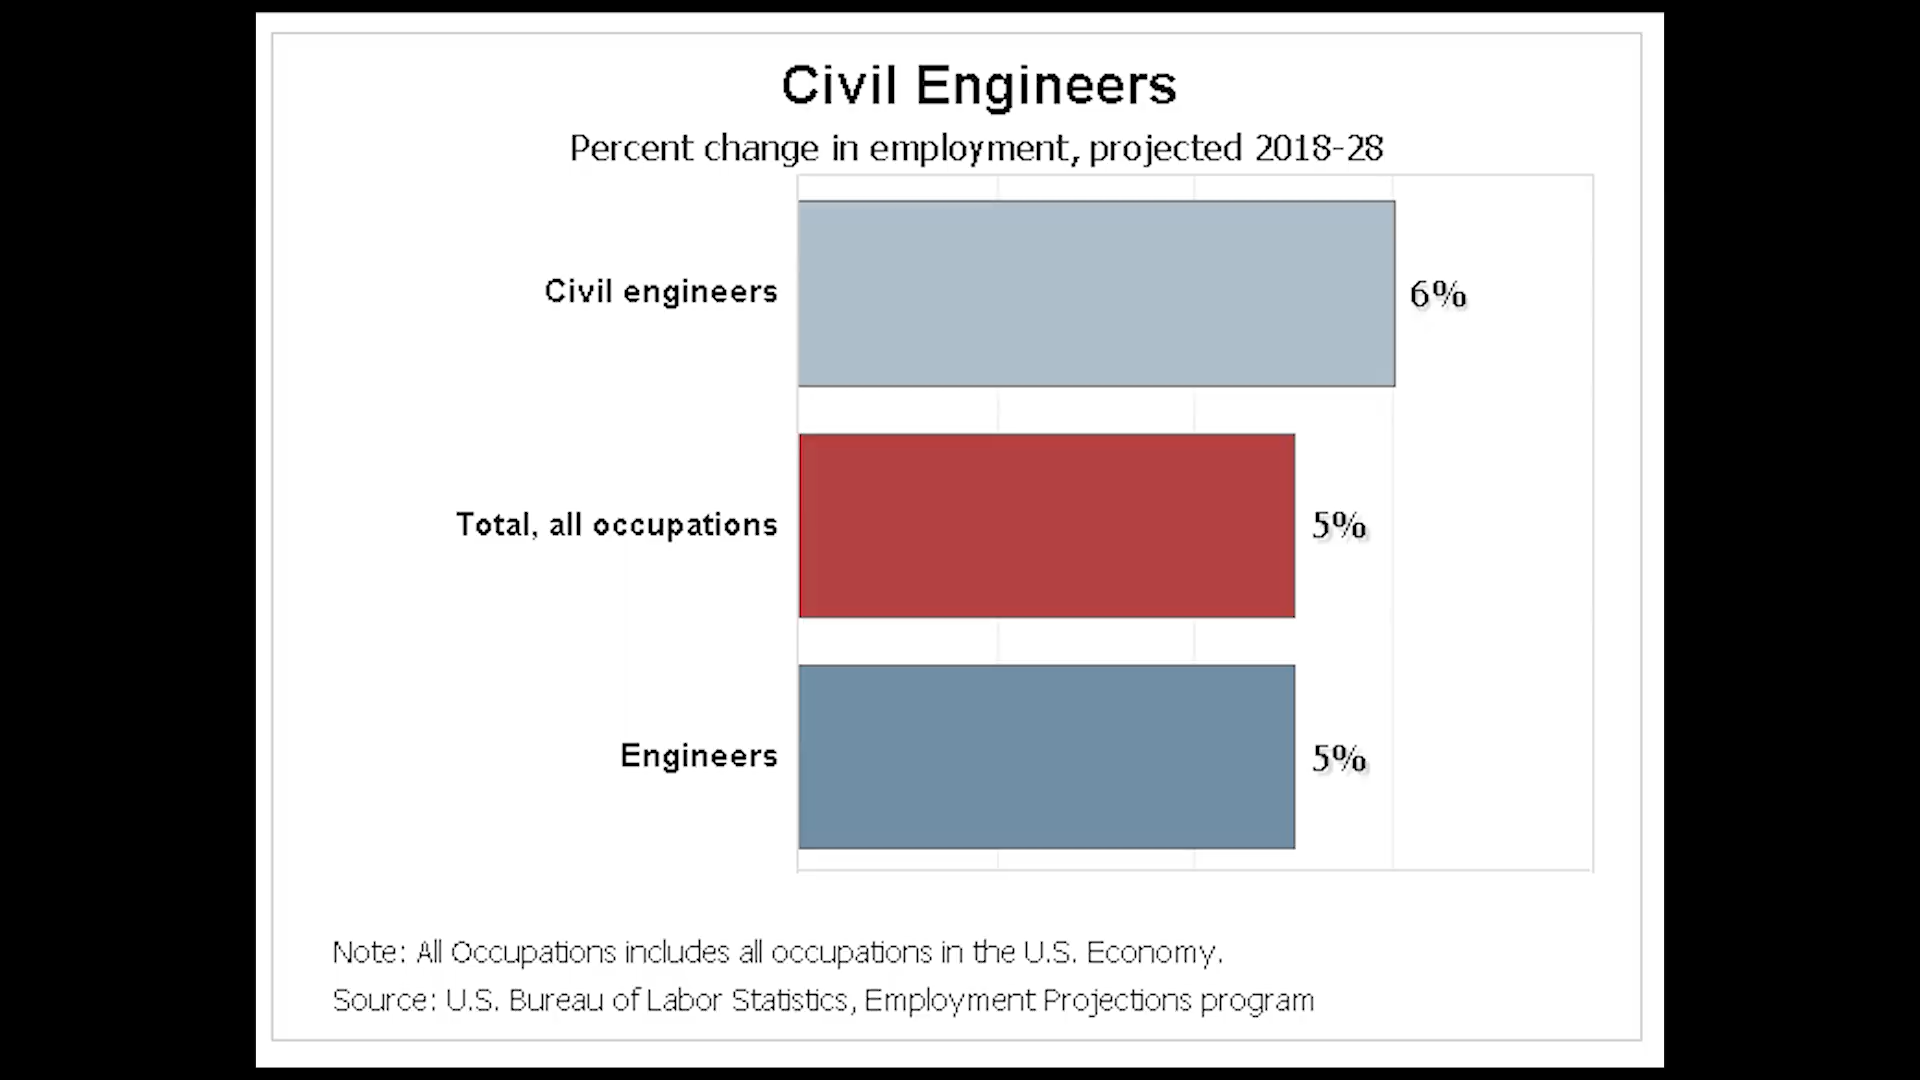 Civil Engineers
Percent change in employment, projected 2018-28
Civil engineers
6%
Total, all occupations
5%
Engineers
5%
Note: All Occupations includes all occupations in the U.S. Economy.
Source: U.S. Bureau of Labor Statistics, Employment Projections program